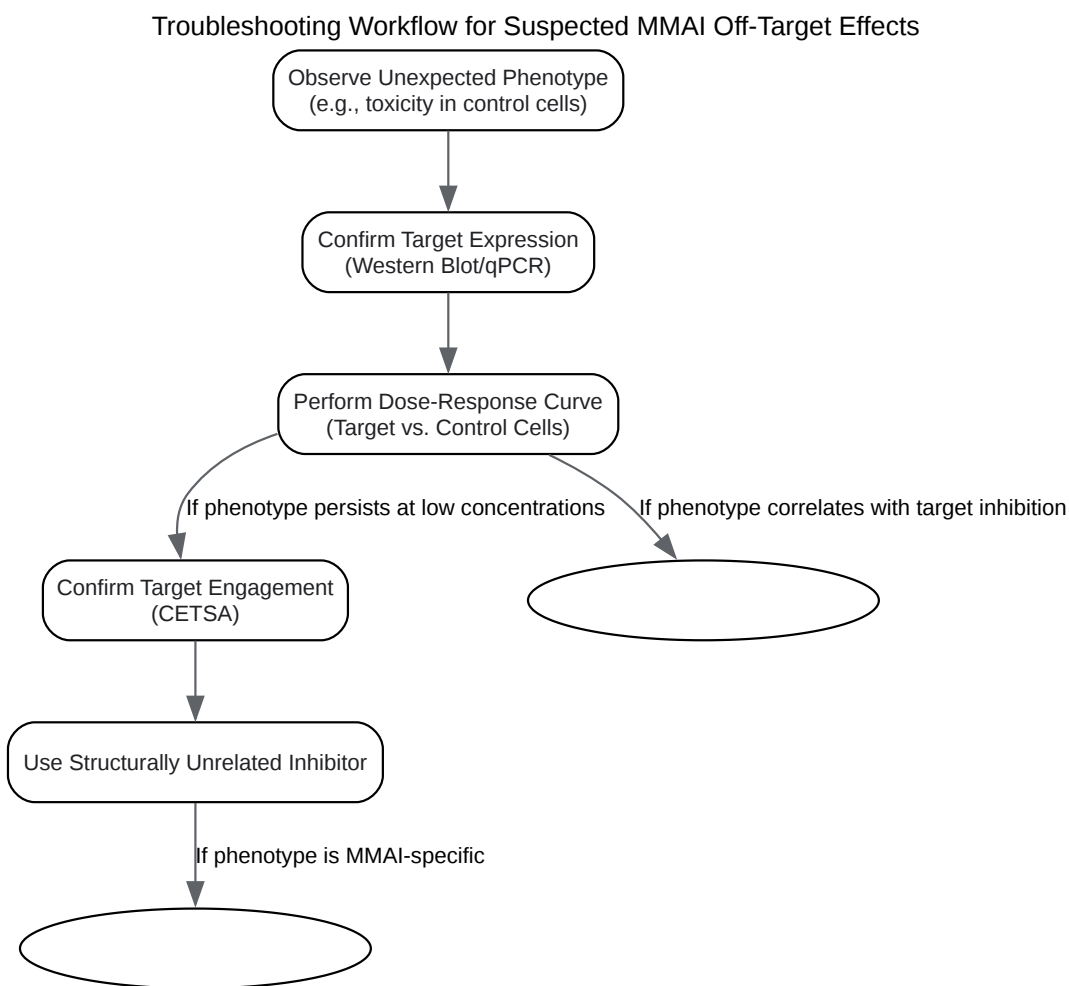 Troubleshooting Workflow for Suspected MMAI Off-Target Effects
Observe Unexpected Phenotype
(e.g., toxicity in control cells)
Confirm Target Expression
(Western Blot/qPCR)
Perform Dose-Response Curve
(Target vs. Control Cells)
If phenotype persists at low concentrations
If phenotype correlates with target inhibition
Confirm Target Engagement
(CETSA)
Use Structurally Unrelated Inhibitor
If phenotype is MMAI-specific